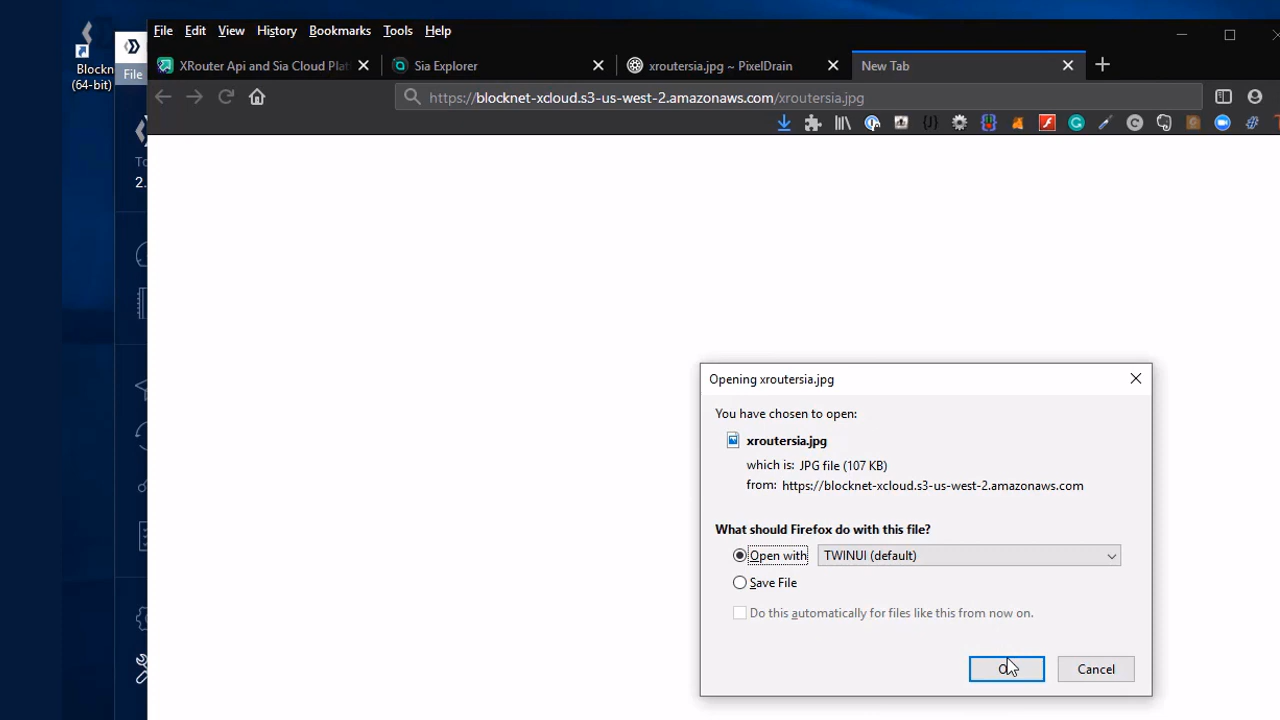 File Edit View History Bookmarks Tools Help
Blockn
(64-bit)
File
XRouter Api and Sia Cloud Plat
Sia Explorer
xroutersia.jpg ~ PixelDrain
New Tab
https://blocknet-xcloud.s3-us-west-2.amazonaws.com/xroutersia.jpg
To
2.
Opening xroutersia.jpg
You have chosen to open:
xroutersia.jpg
which is: JPG file (107 KB)
from: https://blocknet-xcloud.s3-us-west-2.amazonaws.com
What should Firefox do with this file?
Open with TWINUI (default)
Save File
Do this automatically for files like this from now on.
Cancel